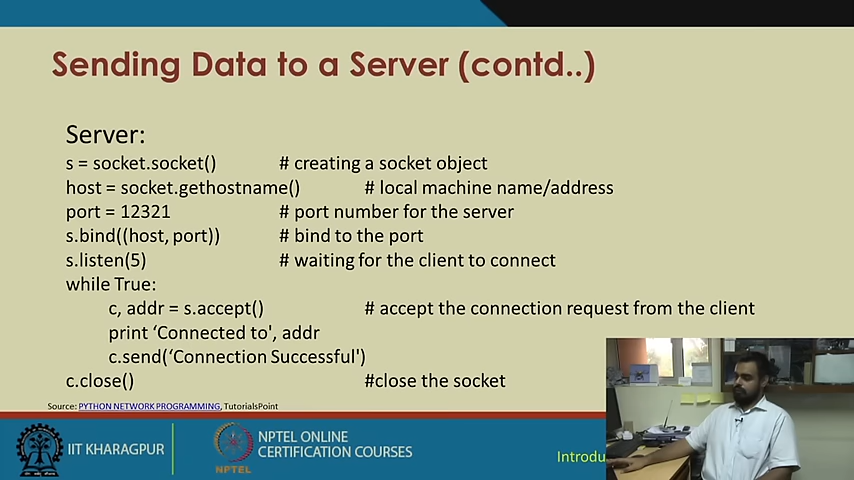 Sending Data to a Server (contd..)
Server:
s = socket.socket() # creating a socket object
host = socket.gethostname() # local machine name/address
port = 12321 # port number for the server
s.bind((host, port)) # bind to the port
s.listen(5) # waiting for the client to connect
while True:
c, addr = s.accept() # accept the connection request from the client
print ‘Connected to', addr
c.send(‘Connection Successful')
c.close() #close the socket
Source: PYTHON NETWORK PROGRAMMING, TutorialsPoint
IIT KHARAGPUR
NPTEL
NPTEL ONLINE
CERTIFICATION COURSES
Introdu